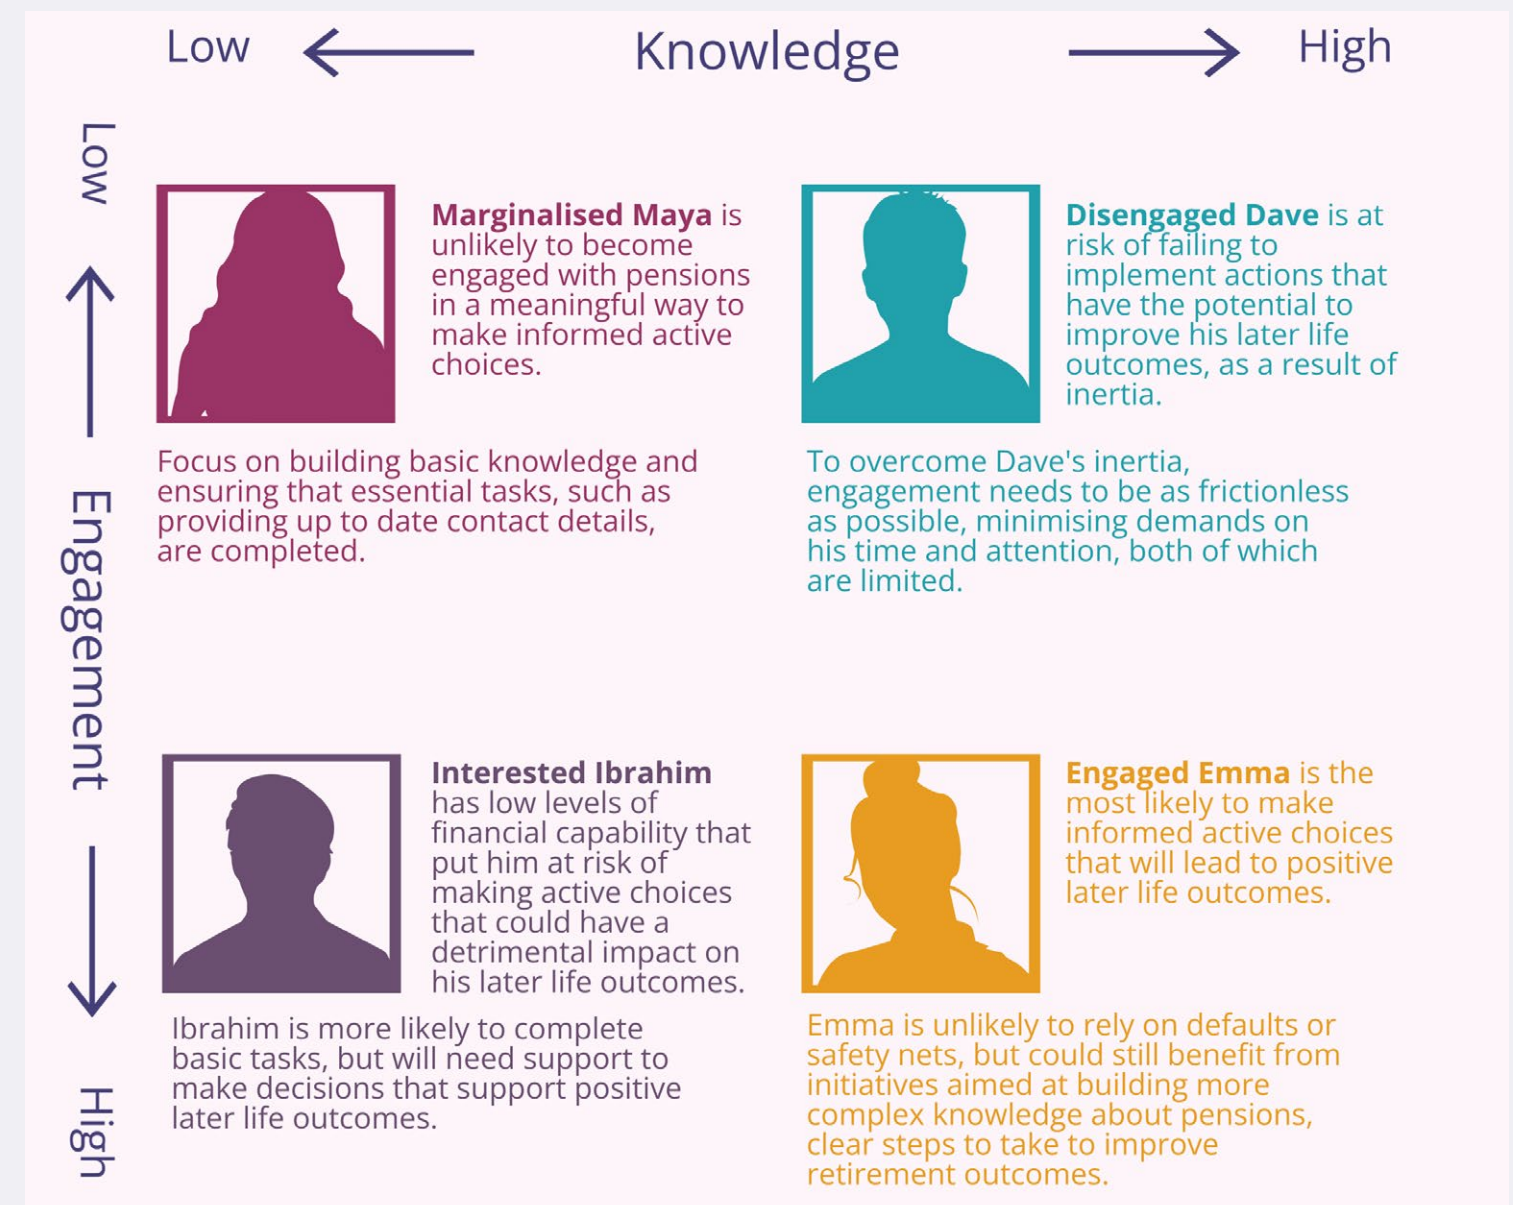 Low
Knowledge
High
Low
Engagement
High
Marginalised Maya is
unlikely to become
engaged with pensions
in a meaningful way to
make informed active
choices.
Focus on building basic knowledge and
ensuring that essential tasks, such as
providing up to date contact details,
are completed.
Disengaged Dave is at
risk of failing to
implement actions that
have the potential to
improve his later life
outcomes, as a result of
inertia.
To overcome Dave's inertia,
engagement needs to be as frictionless
as possible, minimising demands on
his time and attention, both of which
are limited.
Interested Ibrahim
has low levels of
financial capability that
put him at risk of
making active choices
that could have a
detrimental impact on
his later life outcomes.
Ibrahim is more likely to complete
basic tasks, but will need support to
make decisions that support positive
later life outcomes.
Engaged Emma is the
most likely to make
informed active choices
that will lead to positive
later life outcomes.
Emma is unlikely to rely on defaults or
safety nets, but could still benefit from
initiatives aimed at building more
complex knowledge about pensions,
clear steps to take to improve
retirement outcomes.